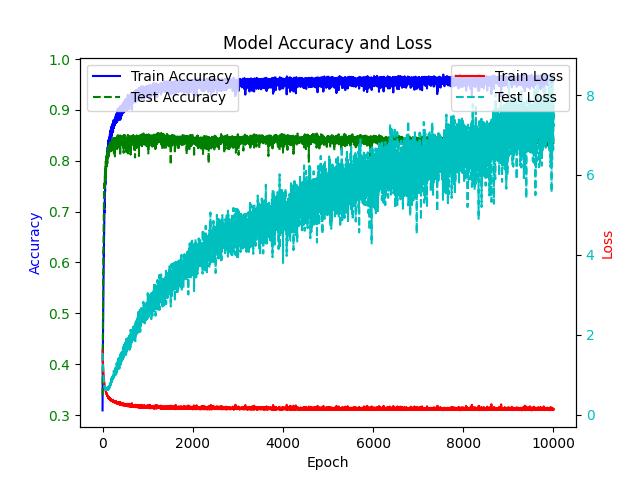 Model Accuracy and Loss
Train Accuracy
Test Accuracy
Train Loss
Test Loss
1.0
0.9
0.8
0.7
0.6
0.5
0.4
0.3
Accuracy
8
6
4
2
0
Loss
0 2000 4000 6000 8000 10000
Epoch